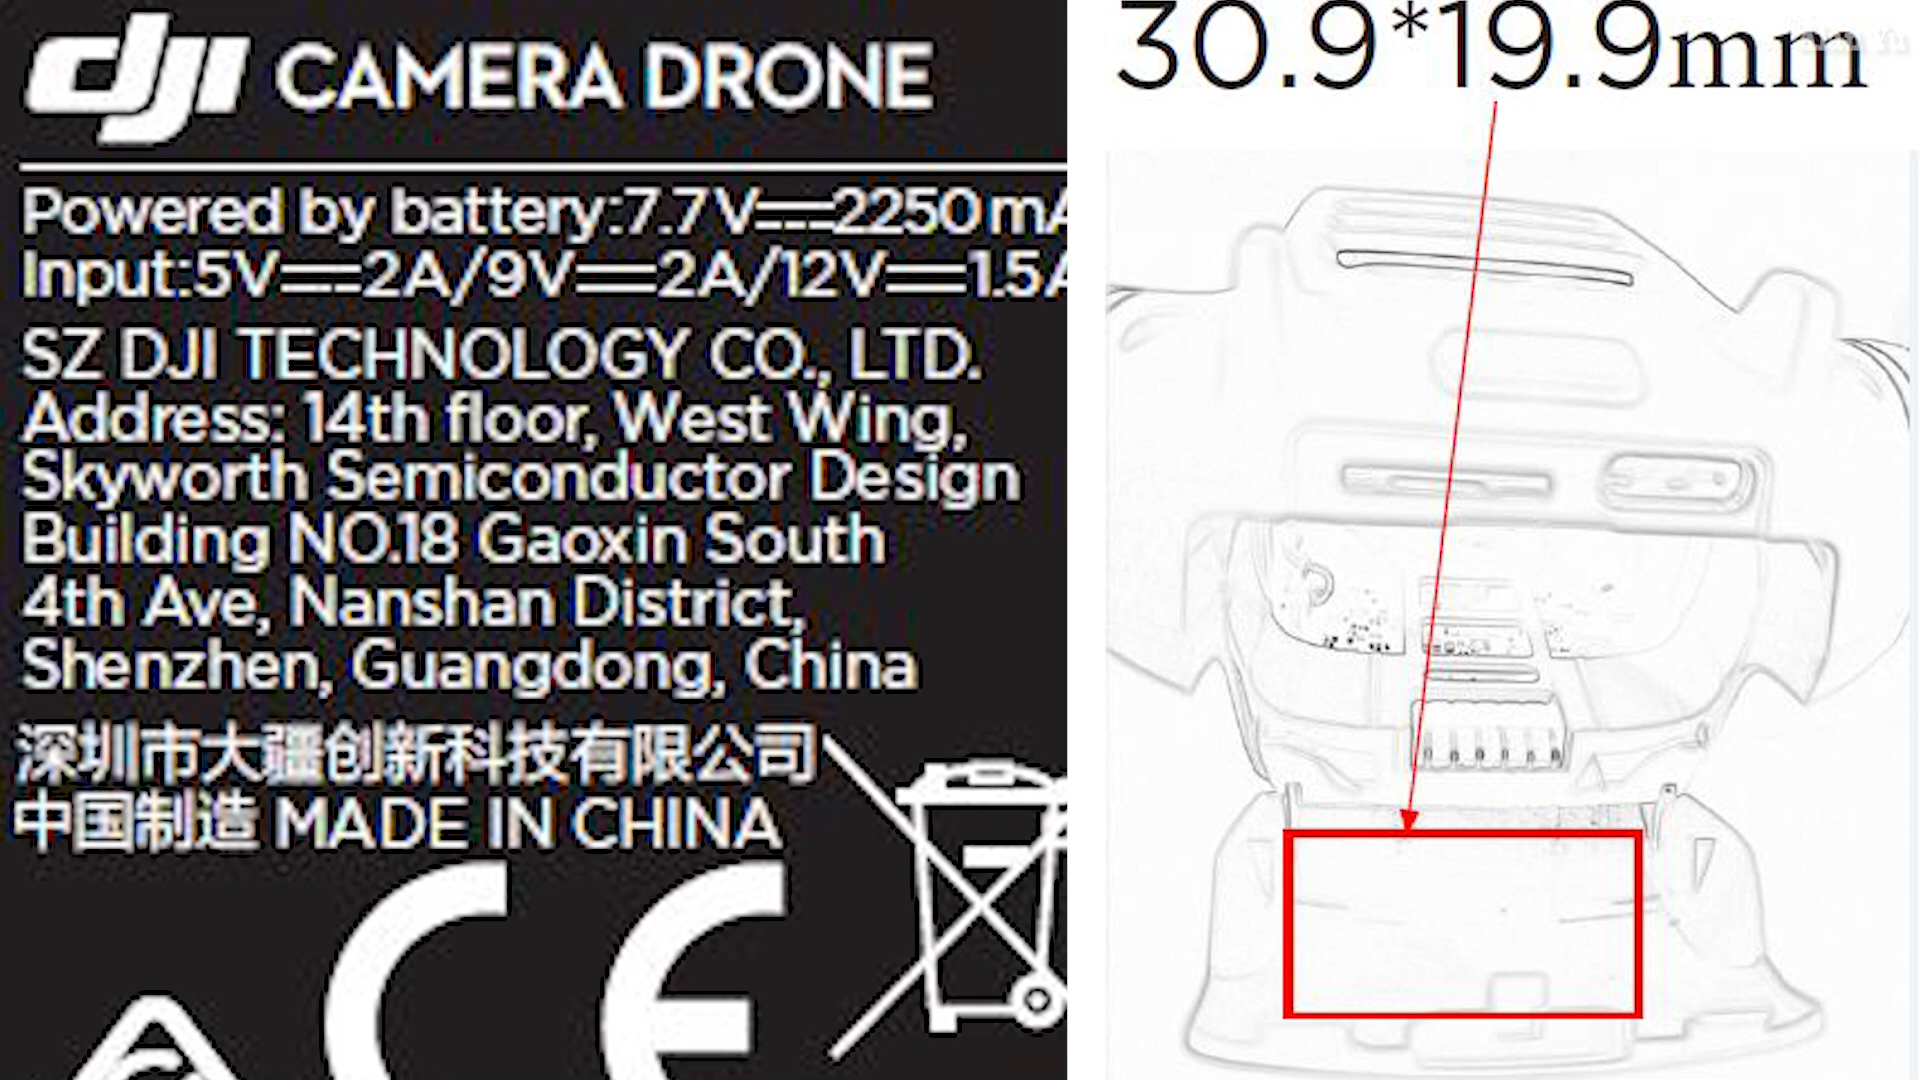 dji CAMERA DRONE
Powered by battery:7.7V⎓2250mA
Input:5V⎓2A/9V⎓2A/12V⎓1.5A
SZ DJI TECHNOLOGY CO., LTD.
Address: 14th floor, West Wing,
Skyworth Semiconductor Design
Building NO.18 Gaoxin South
4th Ave, Nanshan District,
Shenzhen, Guangdong, China
深圳市大疆创新科技有限公司
中国制造 MADE IN CHINA
CE
30.9*19.9mm